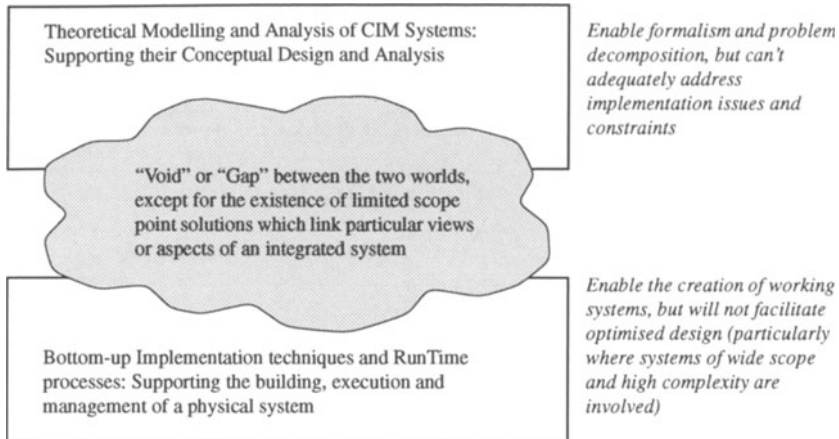 Theoretical Modelling and Analysis of CIM Systems:
Supporting their Conceptual Design and Analysis
Enable formalism and problem
decomposition, but can't
adequately address
implementation issues and
constraints
“Void” or “Gap” between the two worlds,
except for the existence of limited scope
point solutions which link particular views
or aspects of an integrated system
Bottom-up Implementation techniques and RunTime
processes: Supporting the building, execution and
management of a physical system
Enable the creation of working
systems, but will not facilitate
optimised design (particularly
where systems of wide scope
and high complexity are
involved)